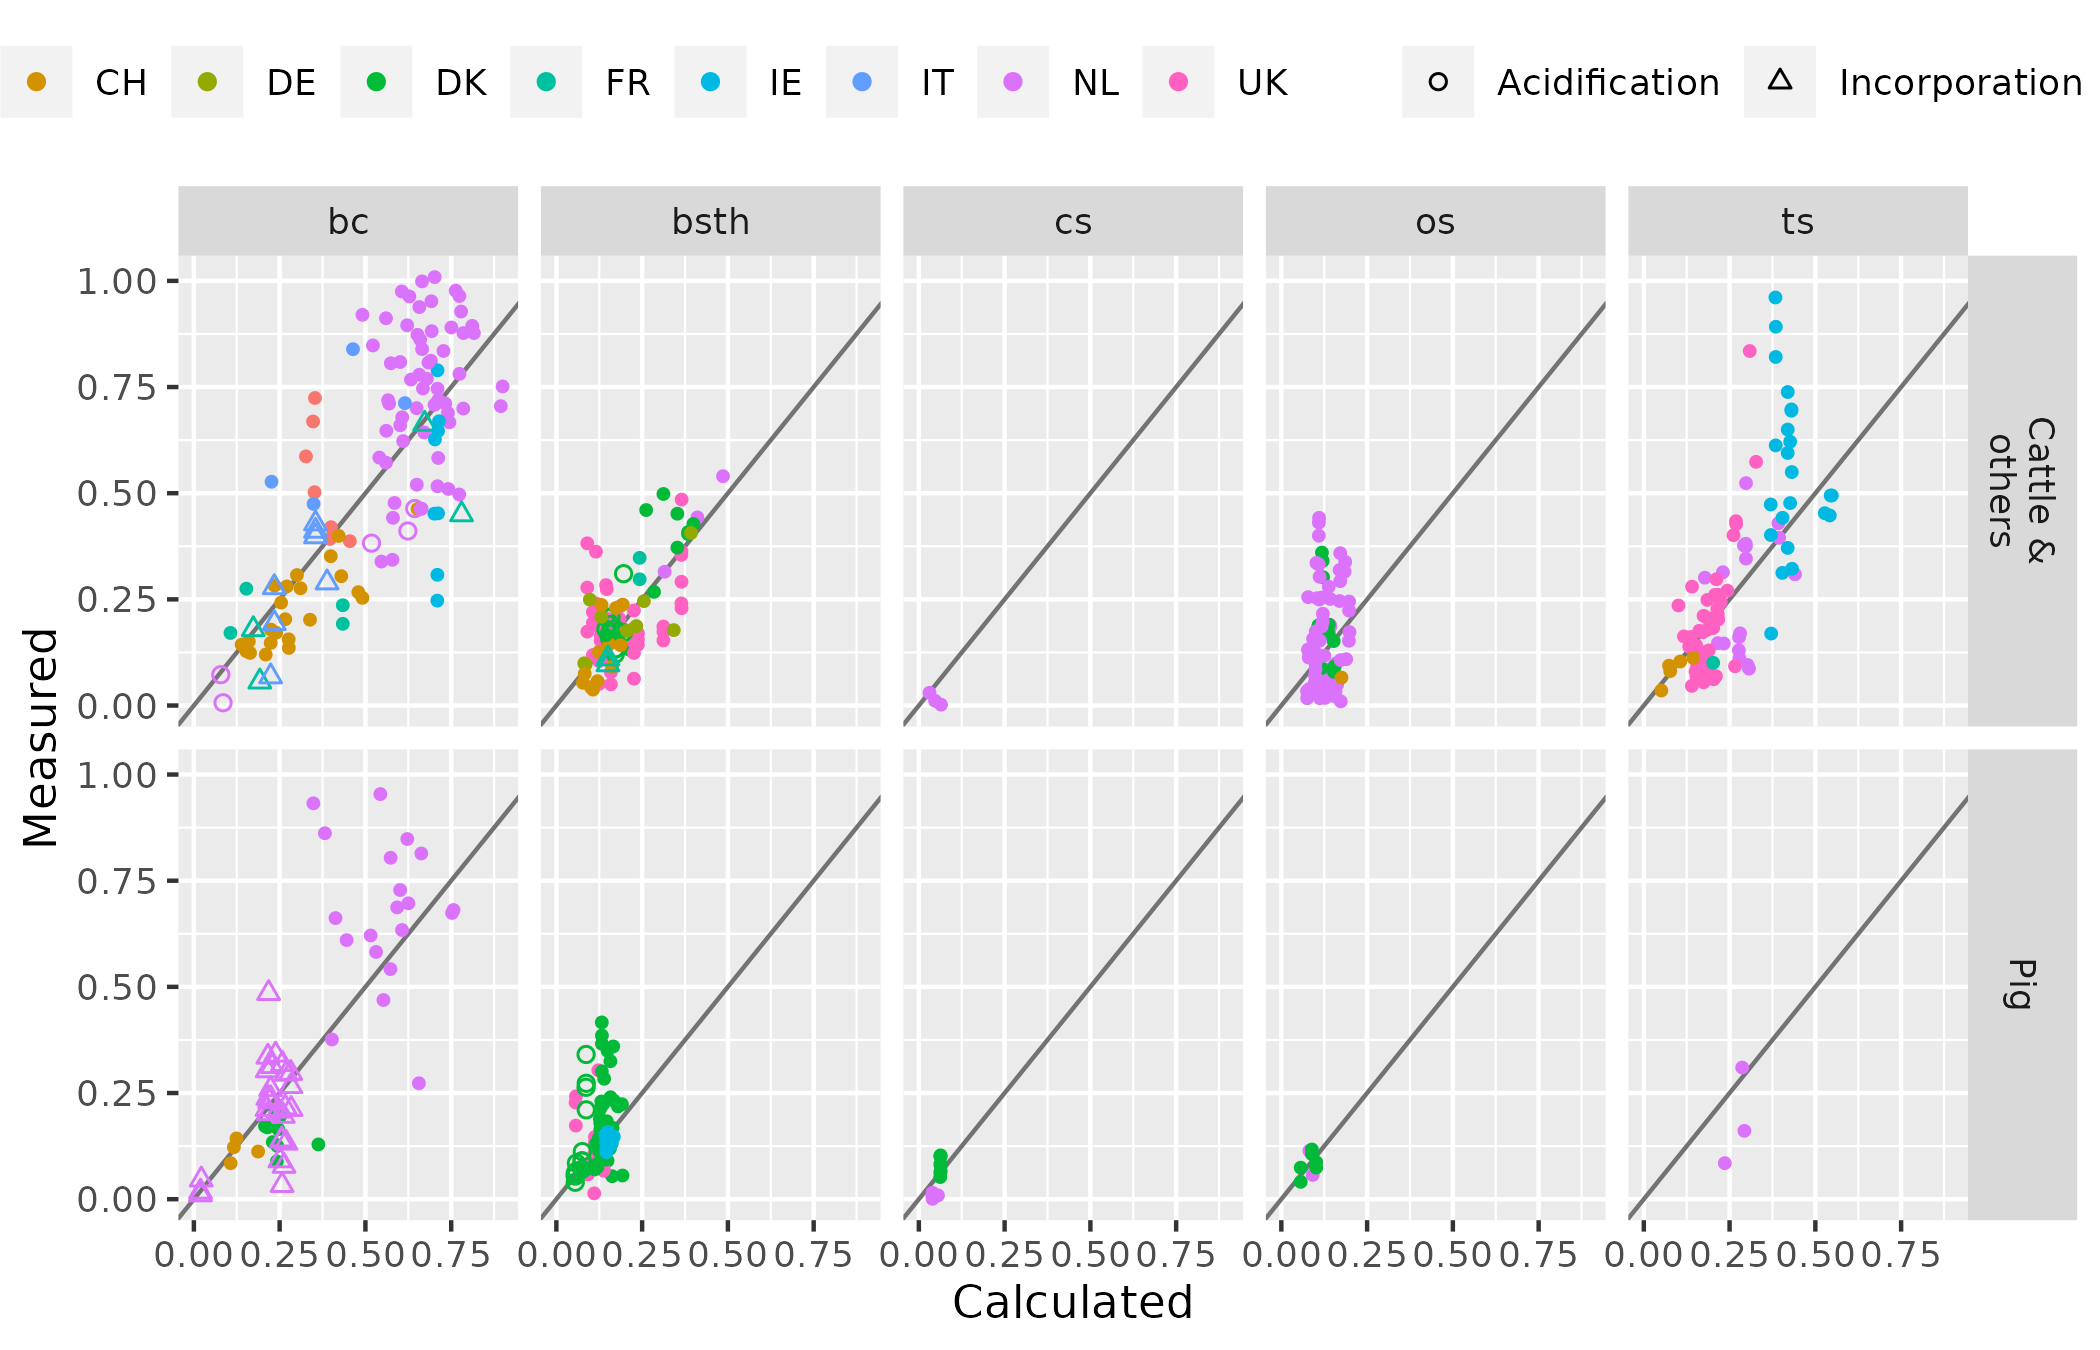 CH DE DK FR IE IT NL UK Acidification Incorporation
bc bsth cs os ts
1.00
0.75
0.50
0.25
0.00
Cattle &
others
1.00
0.75
0.50
0.25
0.00
Pig
Measured
0.00 0.25 0.50 0.75 0.00 0.25 0.50 0.75 0.00 0.25 0.50 0.75 0.00 0.25 0.50 0.75 0.00 0.25 0.50 0.75
Calculated